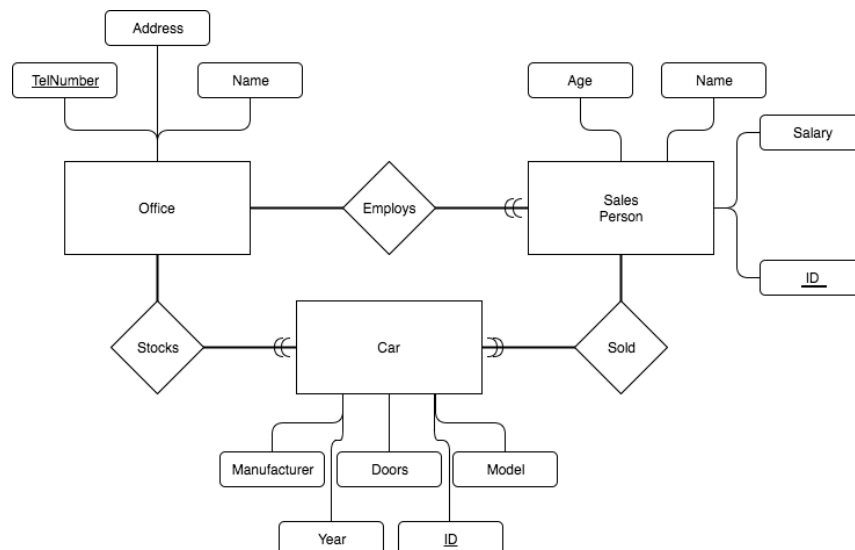 Address
TelNumber
Name
Age
Name
Salary
Office
Employs
Sales
Person
ID
Stocks
Car
Sold
Manufacturer
Doors
Model
Year
ID